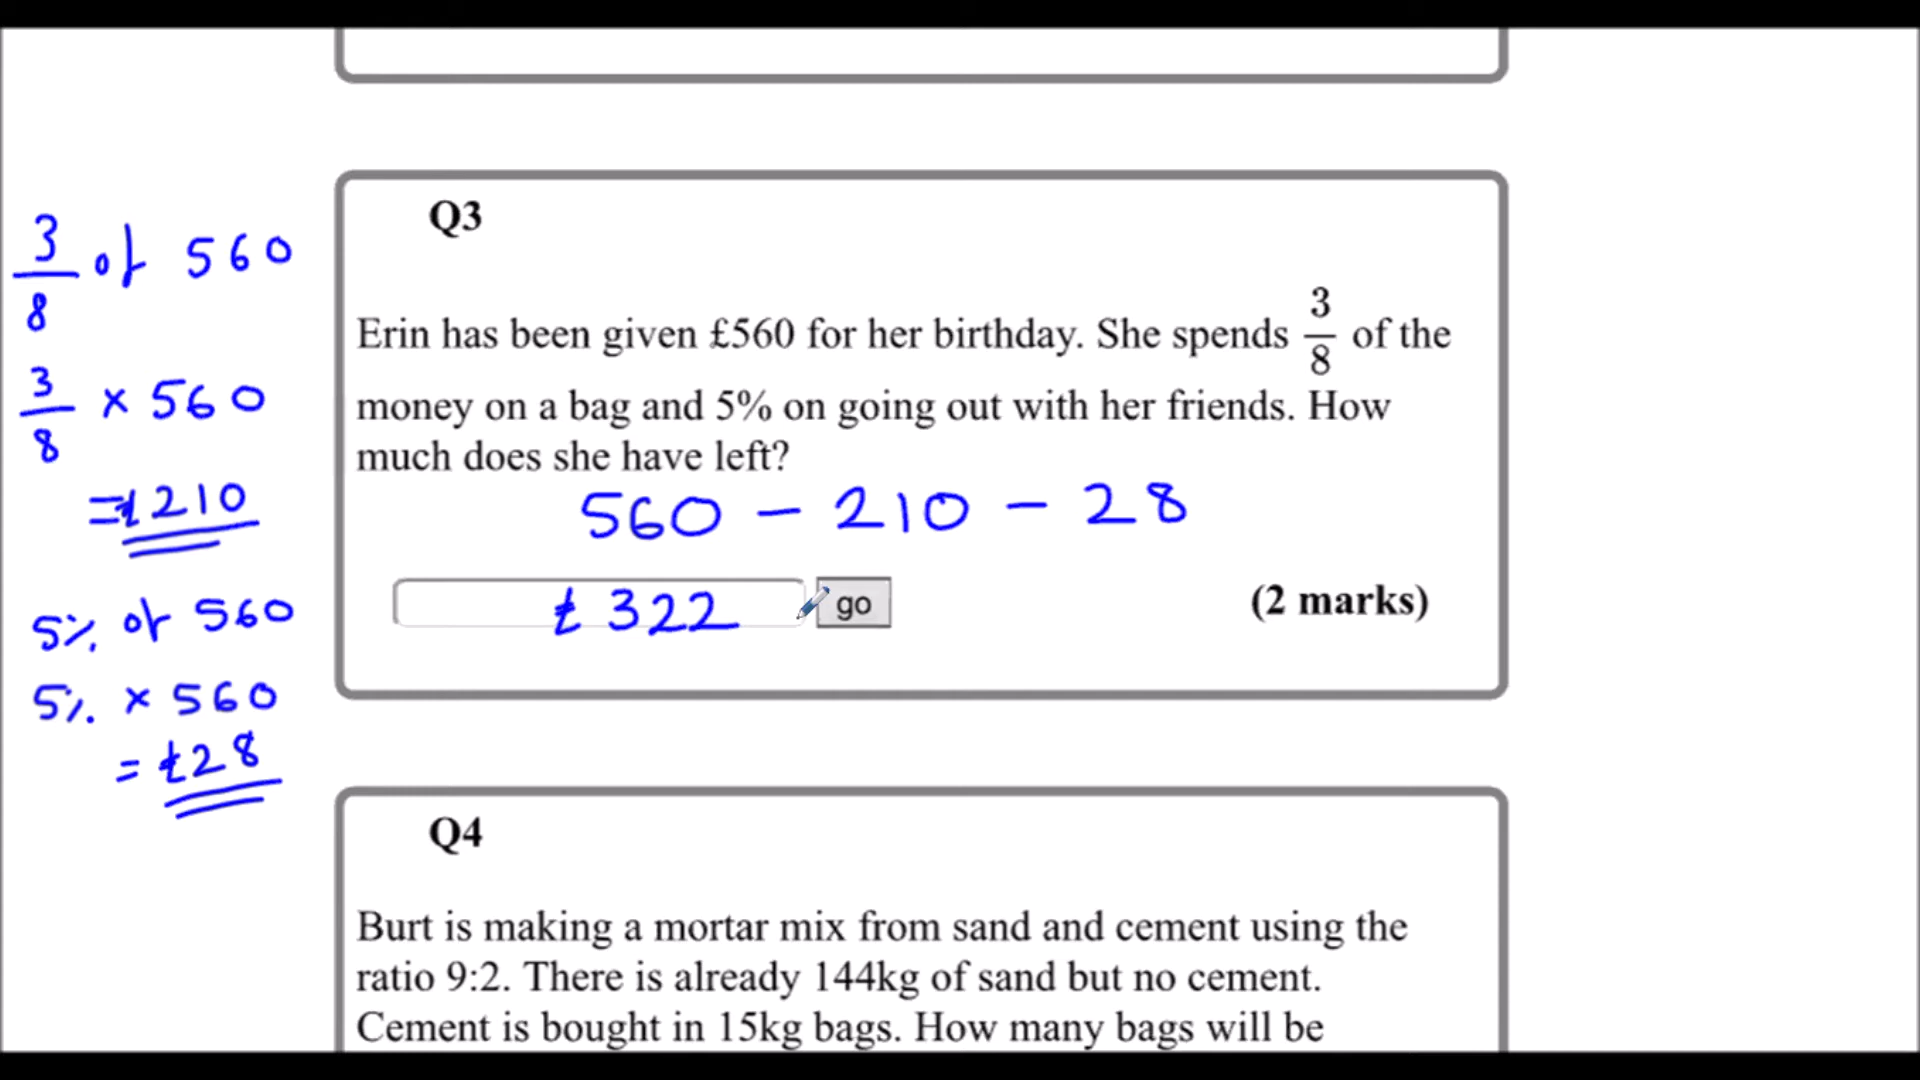 3/8 of 560
3/8 × 560
= £210
5% of 560
5% × 560
= £28
Q3
Erin has been given £560 for her birthday. She spends 3/8 of the
money on a bag and 5% on going out with her friends. How
much does she have left?
560 – 210 – 28
£ 322
go
(2 marks)
Q4
Burt is making a mortar mix from sand and cement using the
ratio 9:2. There is already 144kg of sand but no cement.
Cement is bought in 15kg bags. How many bags will be